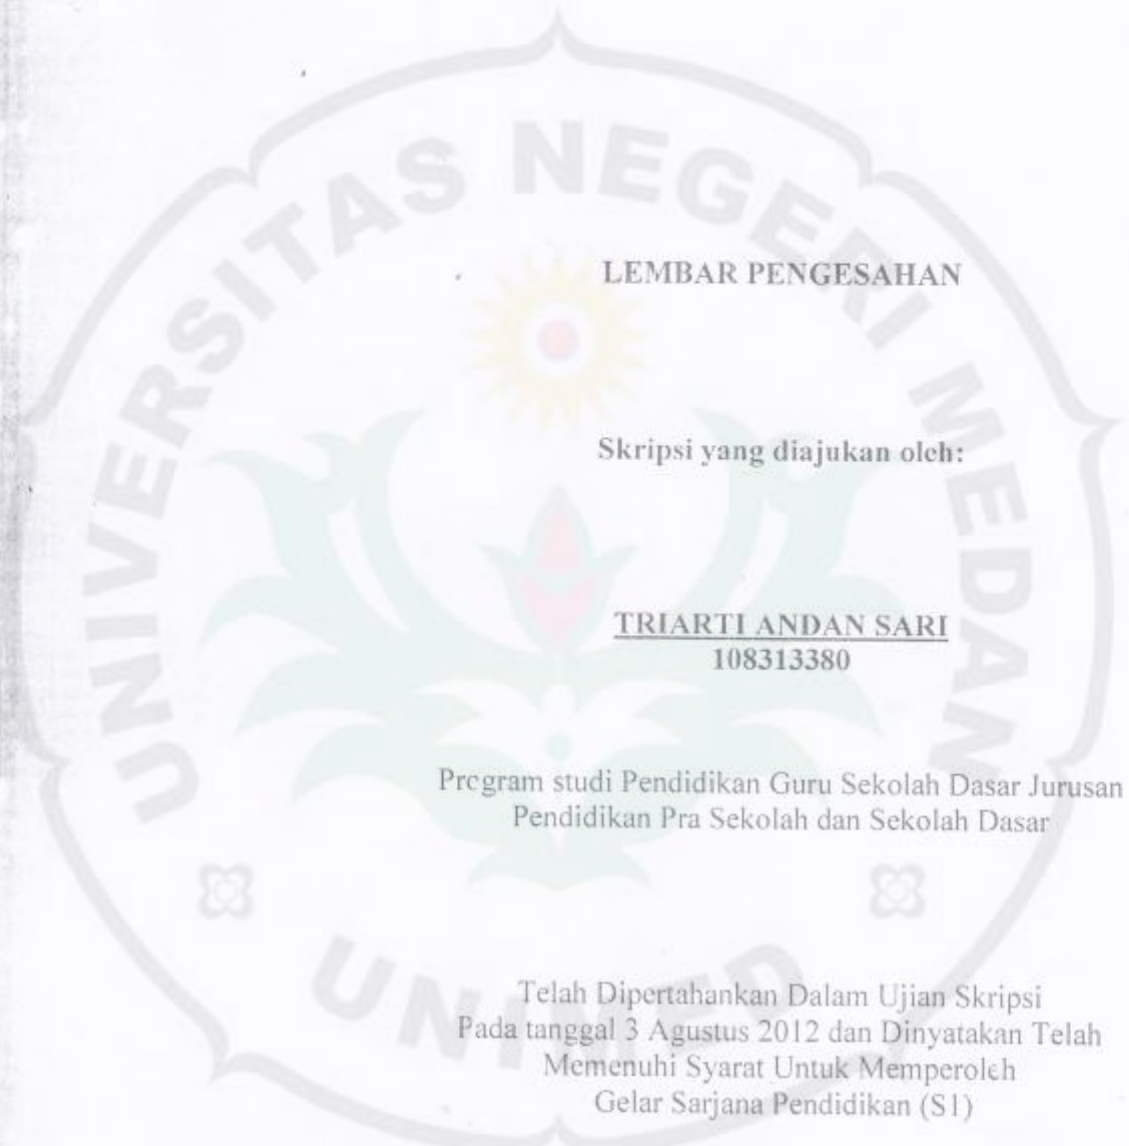 UNIVERSITAS NEGERI MEDAN
LEMBAR PENGESAHAN
Skripsi yang diajukan oleh:
TRIARTI ANDAN SARI
108313380
Program studi Pendidikan Guru Sekolah Dasar Jurusan
Pendidikan Pra Sekolah dan Sekolah Dasar
Telah Dipertahankan Dalam Ujian Skripsi
Pada tanggal 3 Agustus 2012 dan Dinyatakan Telah
Memenuhi Syarat Untuk Memperoleh
Gelar Sarjana Pendidikan (S1)
UNIMED